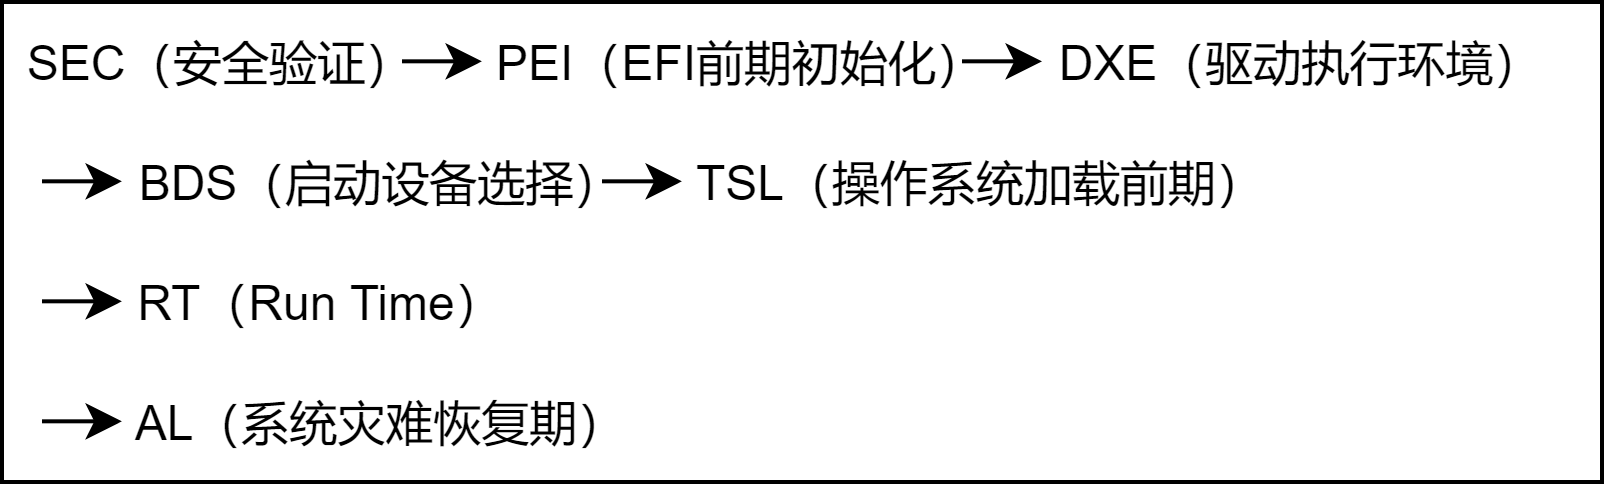 SEC（安全验证）→ PEI（EFI前期初始化）→ DXE（驱动执行环境）
→ BDS（启动设备选择）→ TSL（操作系统加载前期）
→ RT（Run Time）
→ AL（系统灾难恢复期）